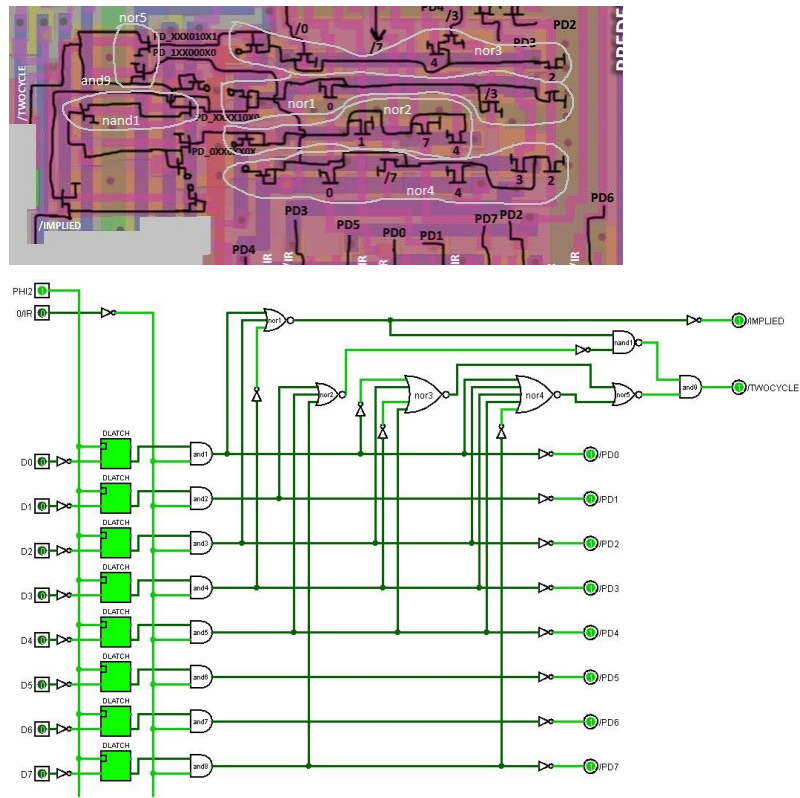 nor5
PD4
/3
PD2
/0
/7
PD3
PD_XXX010X1
PD_1XX000X0
nor3
4
2
and9
/TWOCYCLE
nor1
0
nor2
/3
nand1
PD_XXXX10X0
1
7
4
0
/7
4
3
2
nor4
/IMPLIED
PD3
PD5
PD0
PD1
PD7
PD2
PD6
PD4
/IR
PHI2
0/IR
nor1
/IMPLIED
nand1
nor2
nor3
nor4
nor5
and9
/TWOCYCLE
DLATCH
D0
and1
/PD0
DLATCH
D1
and2
/PD1
DLATCH
D2
and3
/PD2
DLATCH
D3
and4
/PD3
DLATCH
D4
and5
/PD4
DLATCH
D5
and6
/PD5
DLATCH
D6
and7
/PD6
DLATCH
D7
and8
/PD7